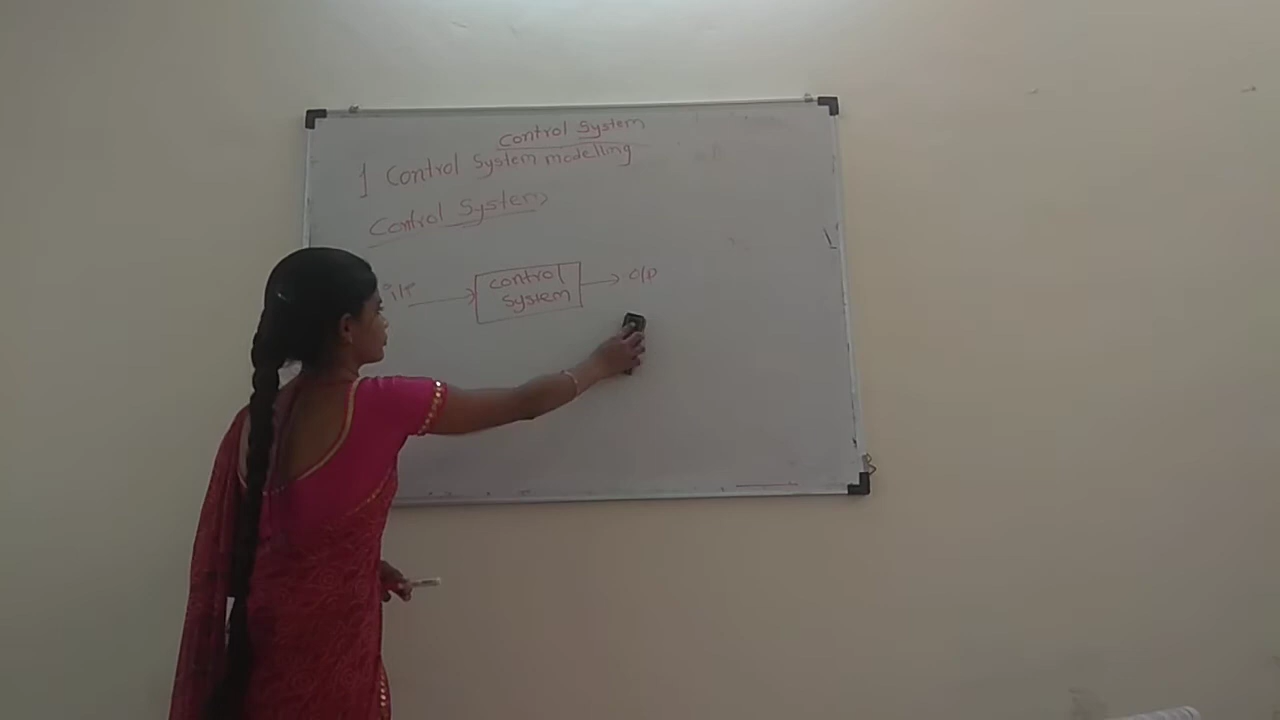 Control System
1 Control System modelling
Control System
i/P
control
system
O/P